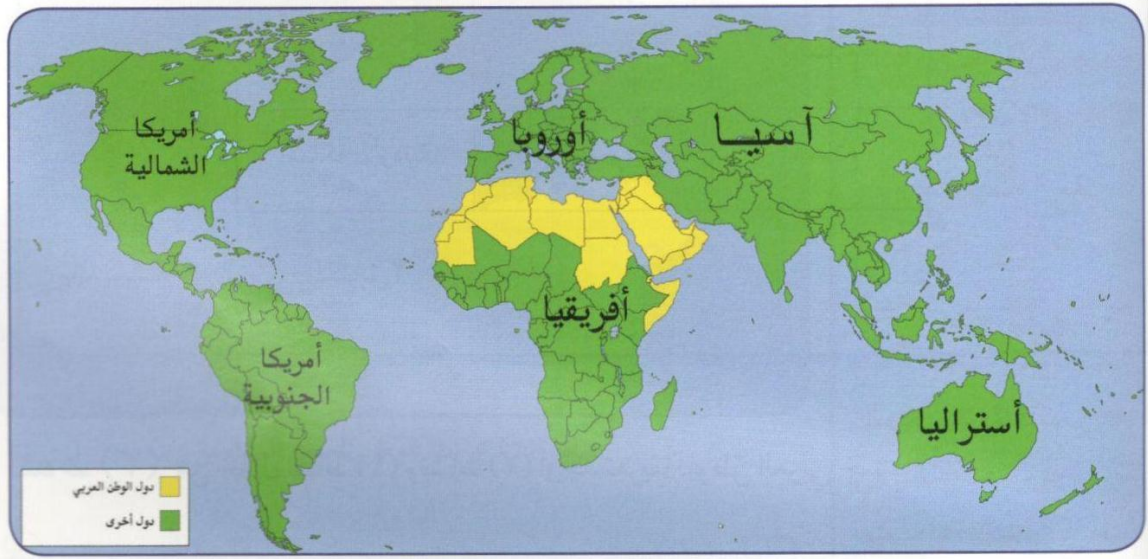 أمريكا
الشمالية
أوروبا
آسيا
أفريقيا
أمريكا
الجنوبية
أستراليا
دول الوطن العربي
دول أخرى